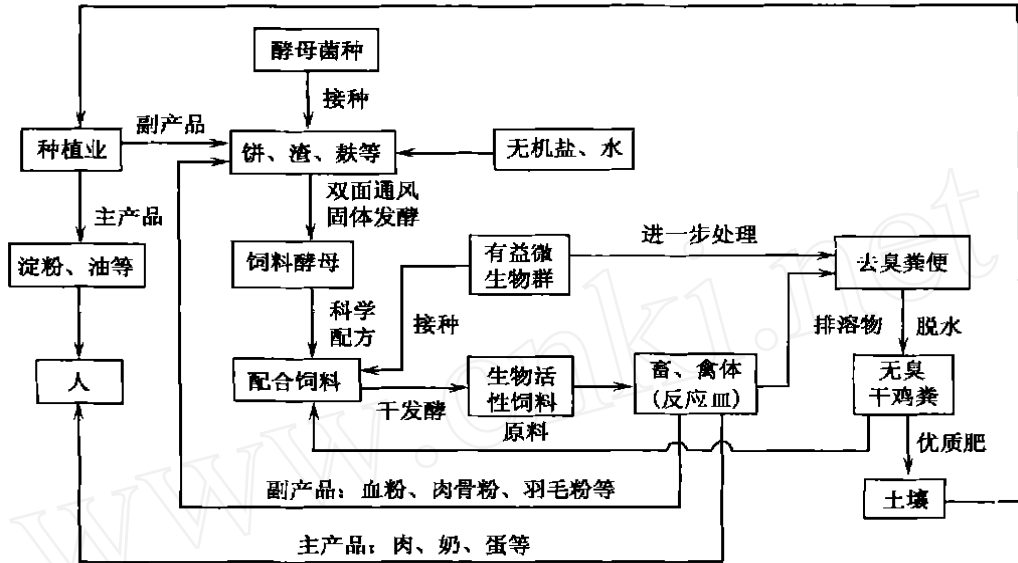 酵母菌种
接种
副产品
种植业
饼、渣、麸等
无机盐、水
主产品
双面通风
固体发酵
进一步处理
淀粉、油等
饲料酵母
有益微
生物群
去臭粪便
科学
配方
接种
排溶物
脱水
人
配合饲料
干发酵
生物活
性饲料
畜、禽体
(反应皿)
无臭
干鸡粪
原料
优质肥
副产品：血粉、肉骨粉、羽毛粉等
土壤
主产品：肉、奶、蛋等
www.cnki.net